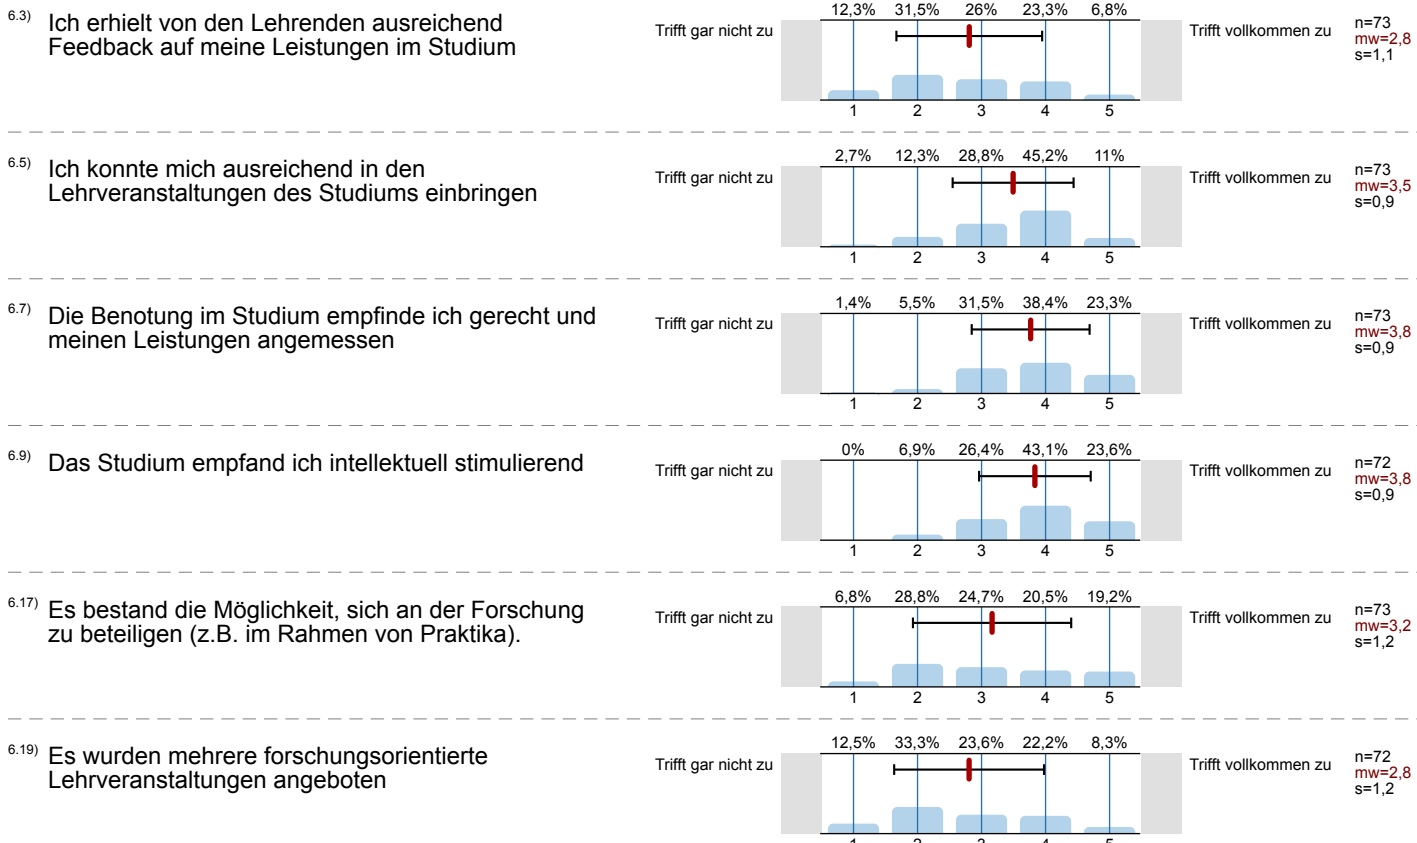 12,3% 31,5% 26% 23,3% 6,8%
6.3) Ich erhielt von den Lehrenden ausreichend
Feedback auf meine Leistungen im Studium
Trifft gar nicht zu
Trifft vollkommen zu
n=73
mw=2,8
s=1,1
1 2 3 4 5
2,7% 12,3% 28,8% 45,2% 11%
6.5) Ich konnte mich ausreichend in den
Lehrveranstaltungen des Studiums einbringen
Trifft gar nicht zu
Trifft vollkommen zu
n=73
mw=3,5
s=0,9
1 2 3 4 5
1,4% 5,5% 31,5% 38,4% 23,3%
6.7) Die Benotung im Studium empfinde ich gerecht und
meinen Leistungen angemessen
Trifft gar nicht zu
Trifft vollkommen zu
n=73
mw=3,8
s=0,9
1 2 3 4 5
0% 6,9% 26,4% 43,1% 23,6%
6.9) Das Studium empfand ich intellektuell stimulierend
Trifft gar nicht zu
Trifft vollkommen zu
n=72
mw=3,8
s=0,9
1 2 3 4 5
6,8% 28,8% 24,7% 20,5% 19,2%
6.17) Es bestand die Möglichkeit, sich an der Forschung
zu beteiligen (z.B. im Rahmen von Praktika).
Trifft gar nicht zu
Trifft vollkommen zu
n=73
mw=3,2
s=1,2
1 2 3 4 5
12,5% 33,3% 23,6% 22,2% 8,3%
6.19) Es wurden mehrere forschungsorientierte
Lehrveranstaltungen angeboten
Trifft gar nicht zu
Trifft vollkommen zu
n=72
mw=2,8
s=1,2
1 2 3 4 5